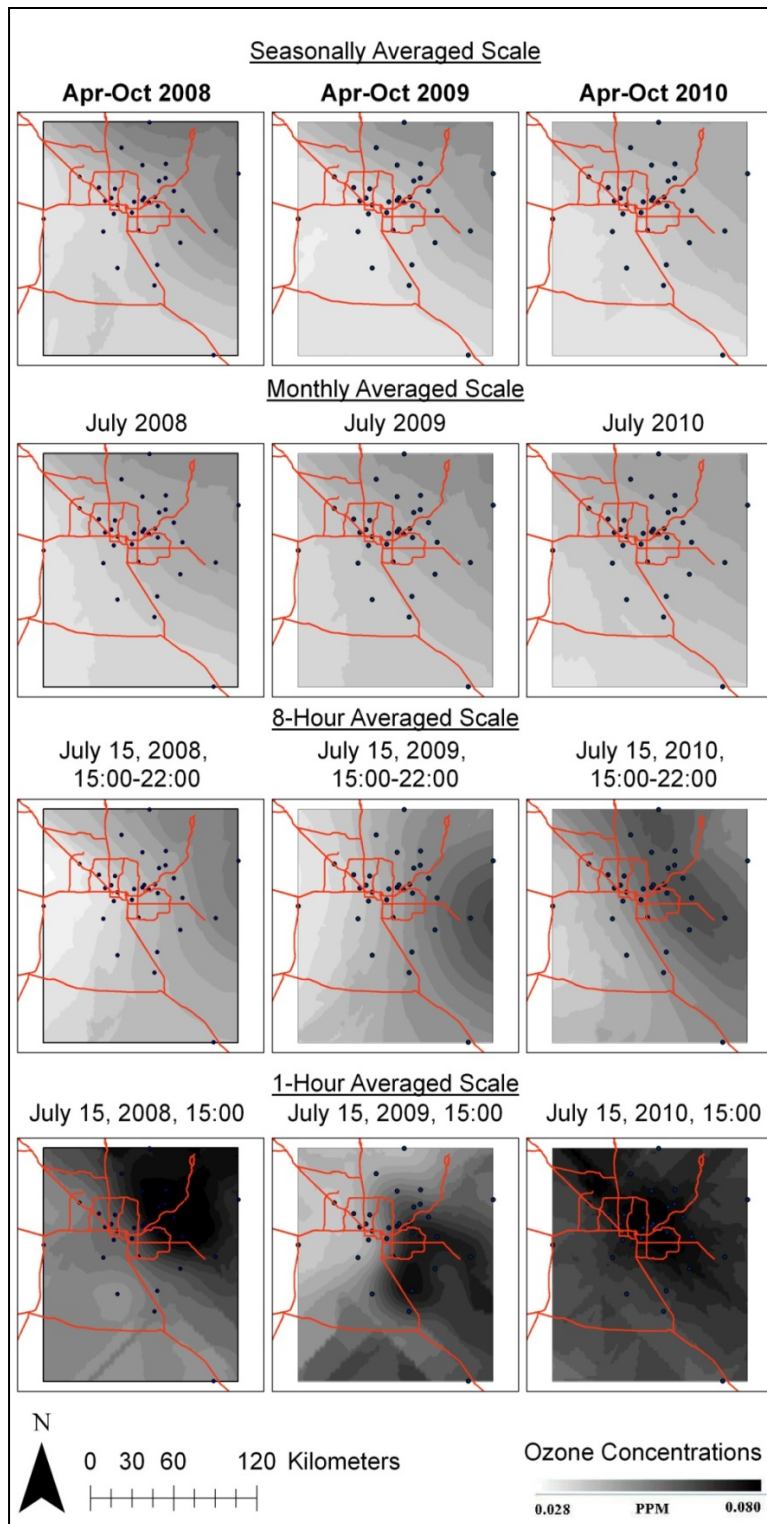 Seasonally Averaged Scale
Apr-Oct 2008 Apr-Oct 2009 Apr-Oct 2010
Monthly Averaged Scale
July 2008 July 2009 July 2010
8-Hour Averaged Scale
July 15, 2008, July 15, 2009, July 15, 2010,
15:00-22:00 15:00-22:00 15:00-22:00
1-Hour Averaged Scale
July 15, 2008, 15:00 July 15, 2009, 15:00 July 15, 2010, 15:00
N
0 30 60 120 Kilometers
Ozone Concentrations
0.028 PPM 0.080